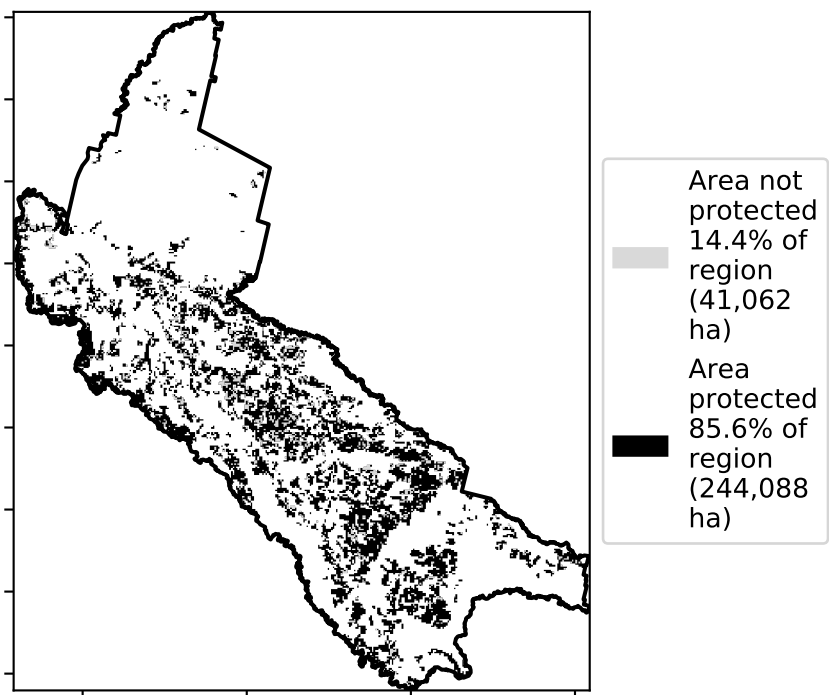 Area not
protected
14.4% of
region
(41,062
ha)
Area
protected
85.6% of
region
(244,088
ha)